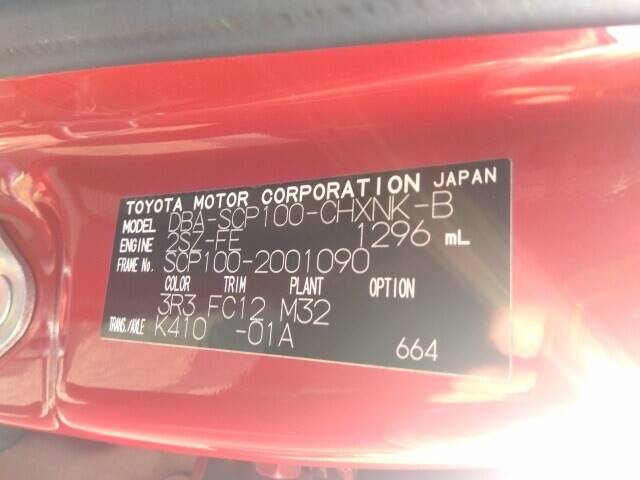 TOYOTA MOTOR CORPORATION JAPAN
MODEL DBA-SCP100-CHXNK-B
ENGINE 2SZ-FE 1296 mL
FRAME No. SCP100-2001090
COLOR TRIM PLANT OPTION
3R3 FC12 M32
TRANS./AXLE K410 -01A
664